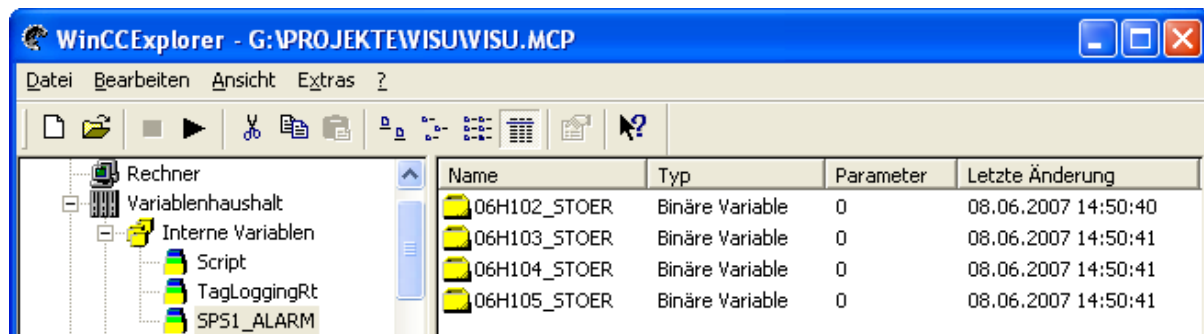 WinCCExplorer - G:\PROJEKTE\VISU\VISU.MCP
Datei Bearbeiten Ansicht Extras ?
Rechner
Variablenhaushalt
Interne Variablen
Script
TagLoggingRt
SPS1_ALARM
Name Typ Parameter Letzte Änderung
06H102_STOER Binäre Variable 0 08.06.2007 14:50:40
06H103_STOER Binäre Variable 0 08.06.2007 14:50:41
06H104_STOER Binäre Variable 0 08.06.2007 14:50:41
06H105_STOER Binäre Variable 0 08.06.2007 14:50:41